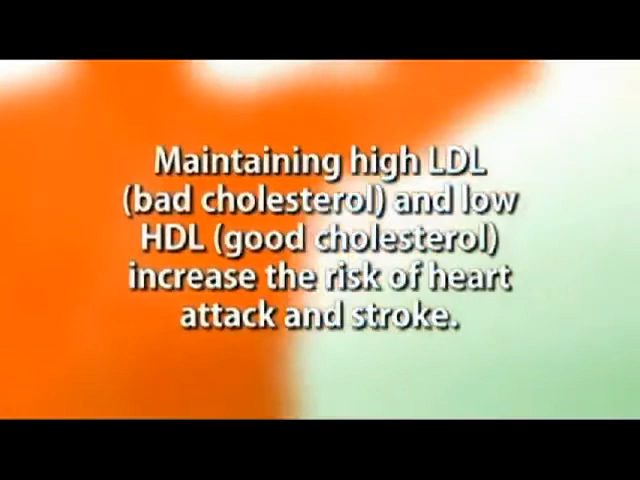 Maintaining high LDL
(bad cholesterol) and low
HDL (good cholesterol)
increase the risk of heart
attack and stroke.